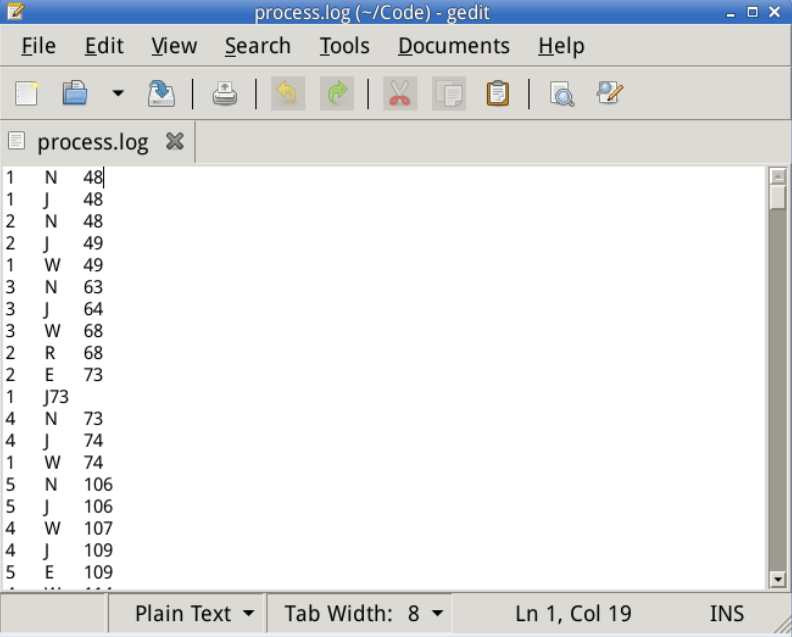 process.log (~/Code) - gedit
File Edit View Search Tools Documents Help
process.log
1 N 48
1 J 48
2 N 48
2 J 49
1 W 49
3 N 63
3 J 64
3 W 68
2 R 68
2 E 73
1 J73
4 N 73
4 J 74
1 W 74
5 N 106
5 J 106
4 W 107
4 J 109
5 E 109
Plain Text Tab Width: 8 Ln 1, Col 19 INS